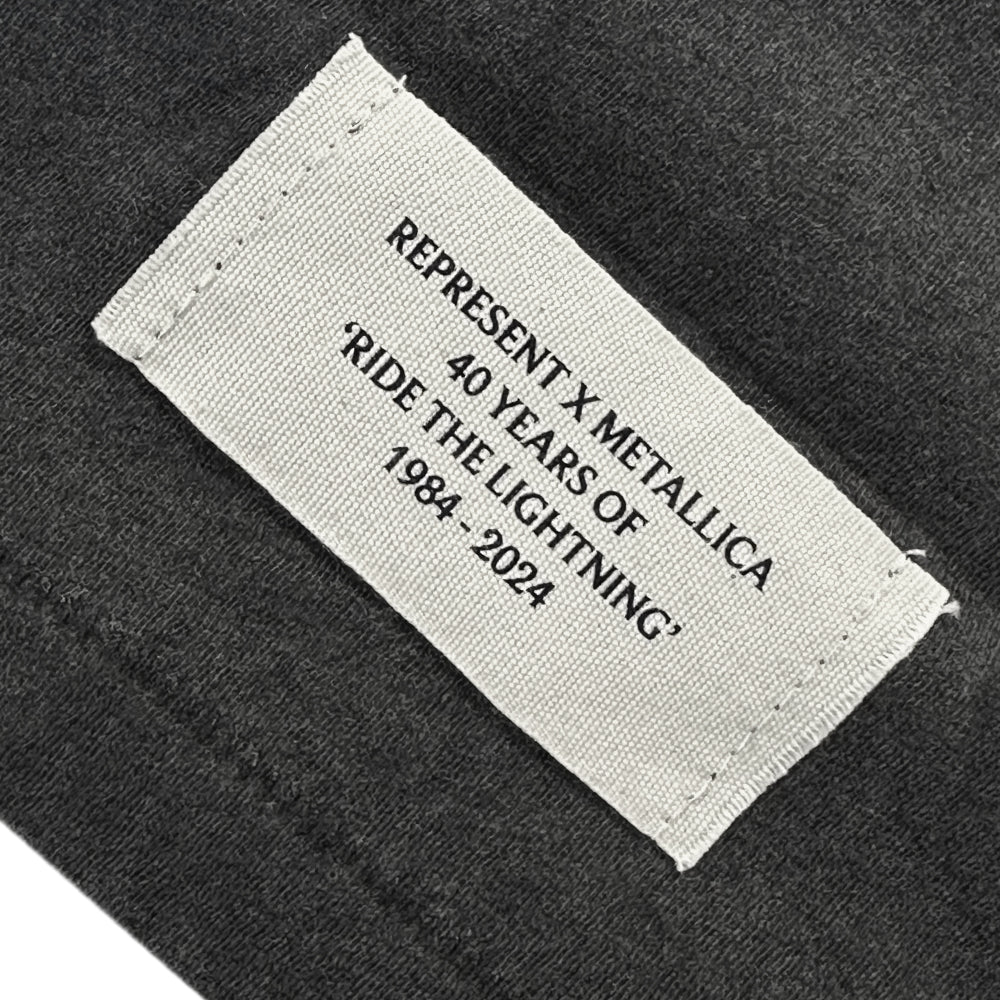 REPRESENT X METALLICA
40 YEARS OF
‘RIDE THE LIGHTNING’
1984 - 2024